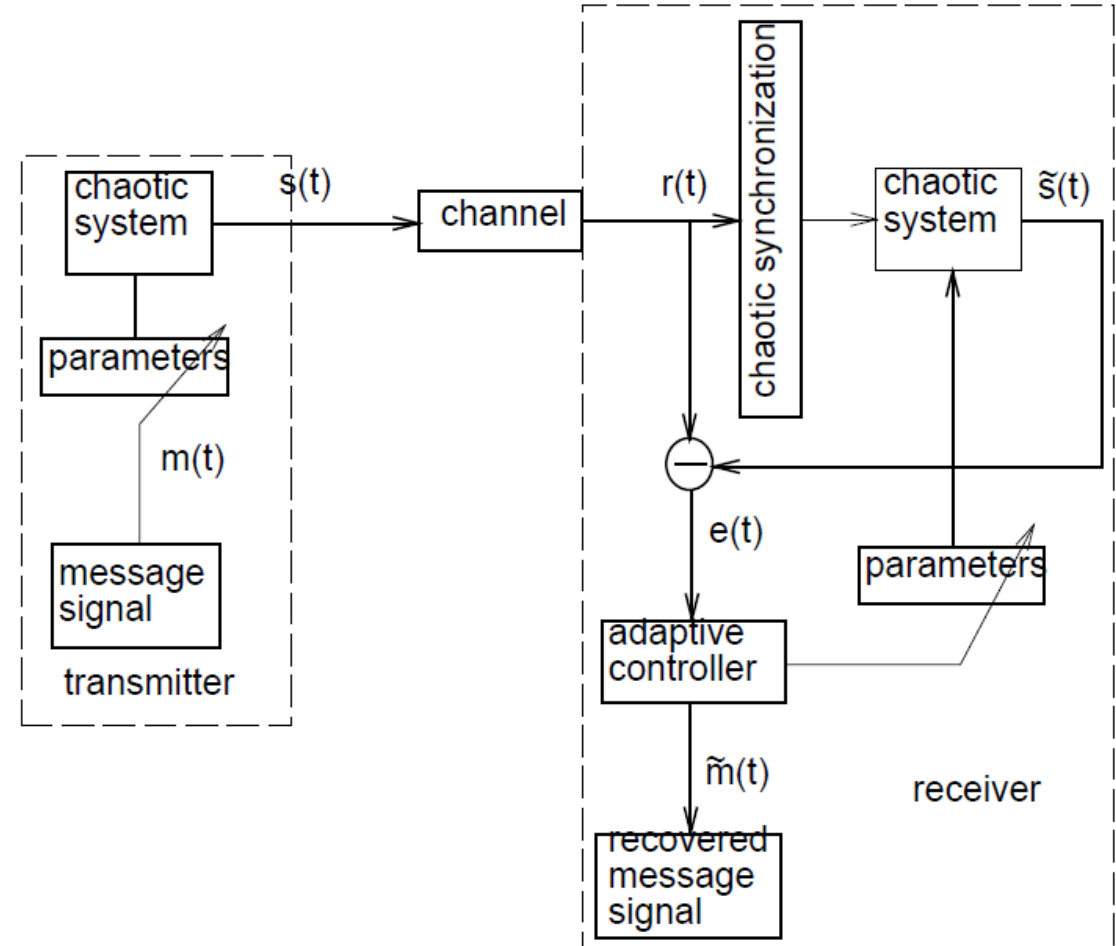 chaotic
system
s(t)
parameters
m(t)
message
signal
transmitter
channel
r(t)
chaotic synchronization
chaotic
system
s̃(t)
e(t)
parameters
adaptive
controller
m̃(t)
receiver
recovered
message
signal